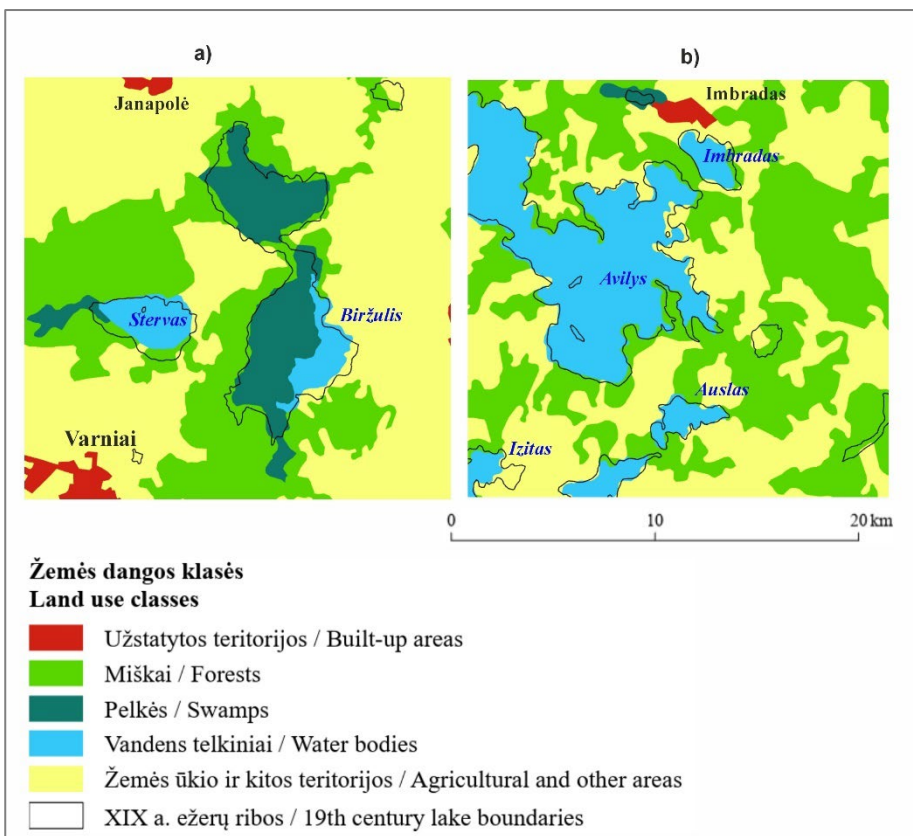 a)
b)
Janapolė
Imbradas
Imbradas
Avilys
Stervas
Biržulis
Auslas
Varniai
Izitas
0 10 20 km
Žemės dangos klasės
Land use classes
Užstatytos teritorijos / Built-up areas
Miškai / Forests
Pelkės / Swamps
Vandens telkiniai / Water bodies
Žemės ūkio ir kitos teritorijos / Agricultural and other areas
XIX a. ežerų ribos / 19th century lake boundaries